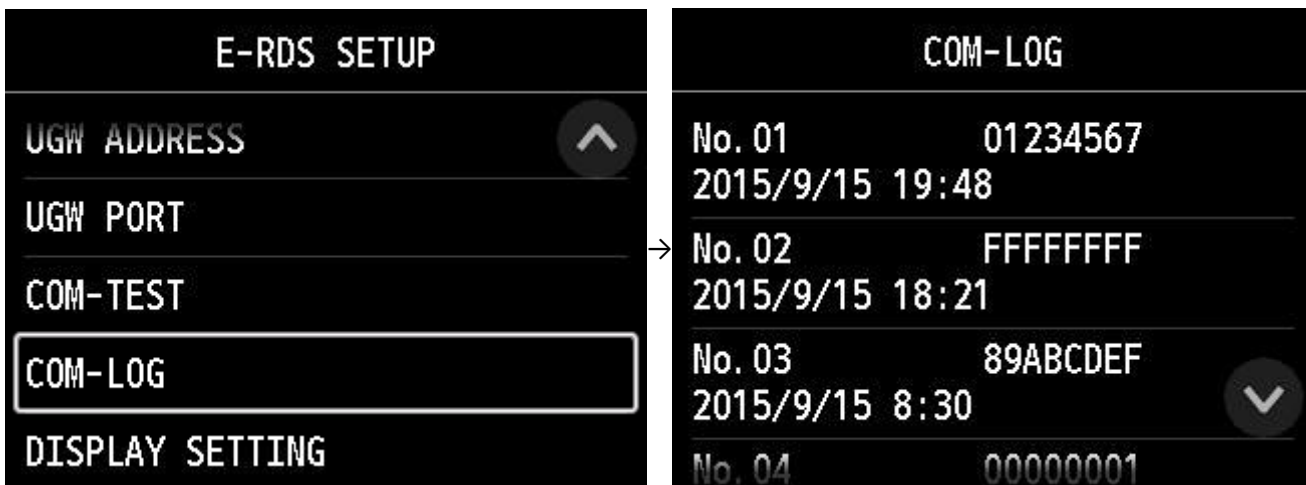 E-RDS SETUP
UGW ADDRESS
UGW PORT
COM-TEST
COM-LOG
DISPLAY SETTING
→
COM-LOG
No. 01 01234567
2015/9/15 19:48
No. 02 FFFFFFFF
2015/9/15 18:21
No. 03 89ABCDEF
2015/9/15 8:30
No. 04 00000001